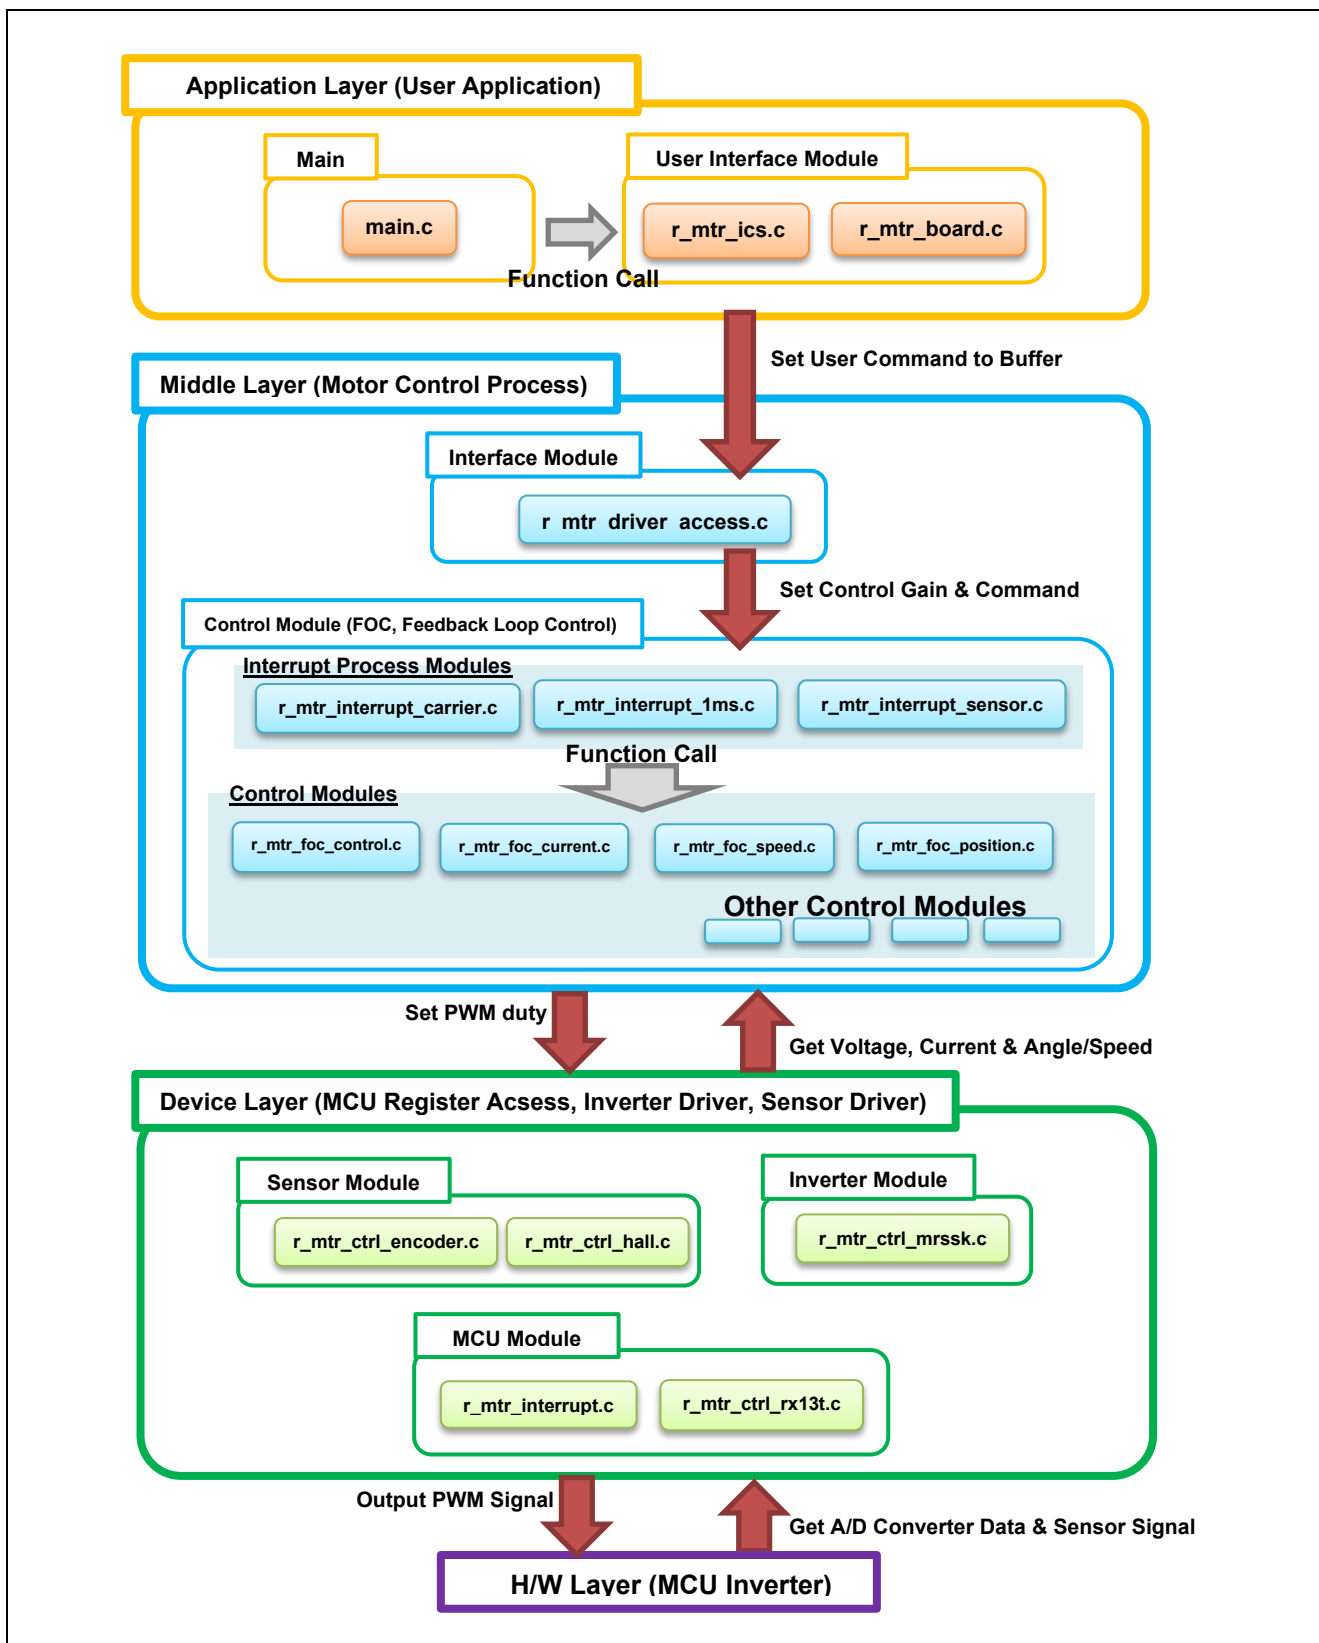 Application Layer (User Application)
Main
User Interface Module
main.c
r_mtr_ics.c
r_mtr_board.c
Function Call
Set User Command to Buffer
Middle Layer (Motor Control Process)
Interface Module
r_mtr_driver_access.c
Set Control Gain & Command
Control Module (FOC, Feedback Loop Control)
Interrupt Process Modules
r_mtr_interrupt_carrier.c
r_mtr_interrupt_1ms.c
r_mtr_interrupt_sensor.c
Function Call
Control Modules
r_mtr_foc_control.c
r_mtr_foc_current.c
r_mtr_foc_speed.c
r_mtr_foc_position.c
Other Control Modules
Set PWM duty
Get Voltage, Current & Angle/Speed
Device Layer (MCU Register Acsess, Inverter Driver, Sensor Driver)
Sensor Module
Inverter Module
r_mtr_ctrl_encoder.c
r_mtr_ctrl_hall.c
r_mtr_ctrl_mrssk.c
MCU Module
r_mtr_interrupt.c
r_mtr_ctrl_rx13t.c
Output PWM Signal
Get A/D Converter Data & Sensor Signal
H/W Layer (MCU Inverter)